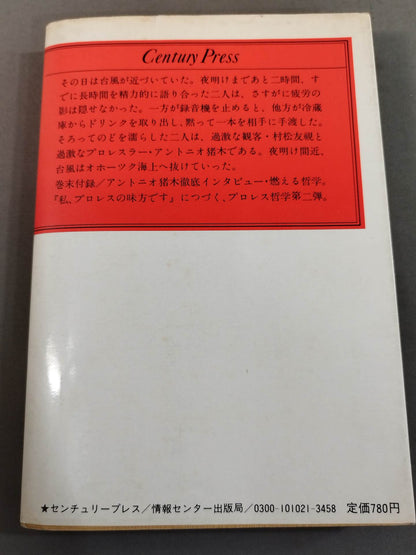 Century Press
その日は台風が近づいていた。夜明けまであと二時間、す
でに長時間を精力的に語り合った二人は、さすがに疲労の
影は隠せなかった。一方が録音機を止めると、他方が冷蔵
庫からドリンクを取り出し、黙って一本を相手に手渡した。
そろってのどを濡らした二人は、過激な観客・村松友視と
過激なプロレスラー・アントニオ猪木である。夜明け間近、
台風はオホーツク海上へ抜けていった。
巻末付録/アントニオ猪木徹底インタビュー・燃える哲学。
『私、プロレスの味方です』につづく、プロレス哲学第二弾。
★センチュリープレス/情報センター出版局/0300-101021-3458 定価780円